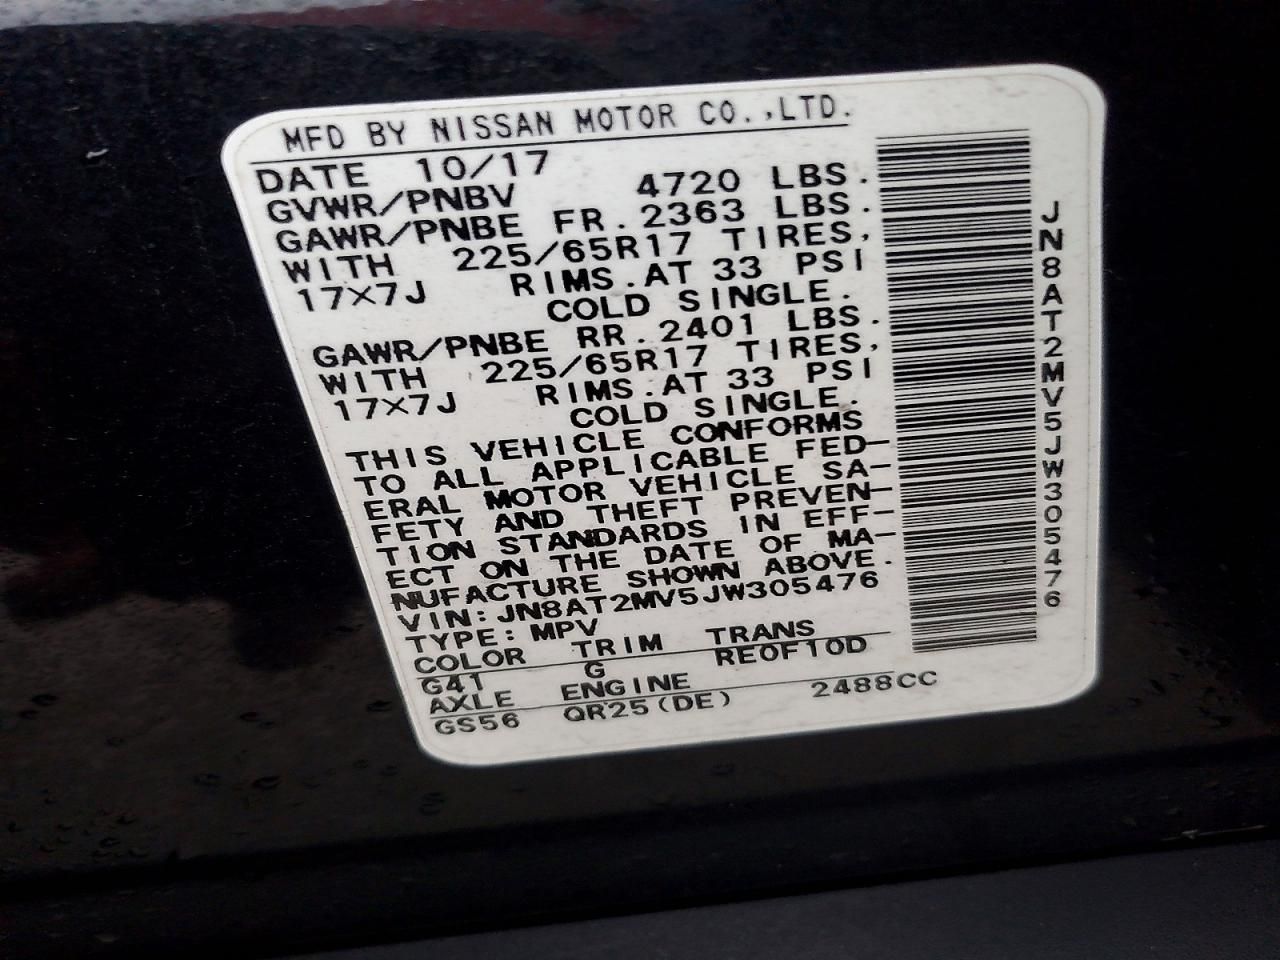 MFD BY NISSAN MOTOR CO.,LTD.
DATE 10/17
GVWR/PNBV 4720 LBS.
GAWR/PNBE FR. 2363 LBS.
WITH 225/65R17 TIRES,
17×7J RIMS.AT 33 PSI
COLD SINGLE.
GAWR/PNBE RR. 2401 LBS.
WITH 225/65R17 TIRES,
17×7J RIMS.AT 33 PSI
COLD SINGLE.
THIS VEHICLE CONFORMS
TO ALL APPLICABLE FED-
ERAL MOTOR VEHICLE SA-
FETY AND THEFT PREVEN-
TION STANDARDS IN EFF-
ECT ON THE DATE OF MA-
NUFACTURE SHOWN ABOVE.
VIN:JN8AT2MV5JW305476
TYPE:MPV
COLOR TRIM TRANS
G41 G RE0F10D
AXLE ENGINE
GS56 QR25(DE) 2488CC
JN8AT2MV5JW305476